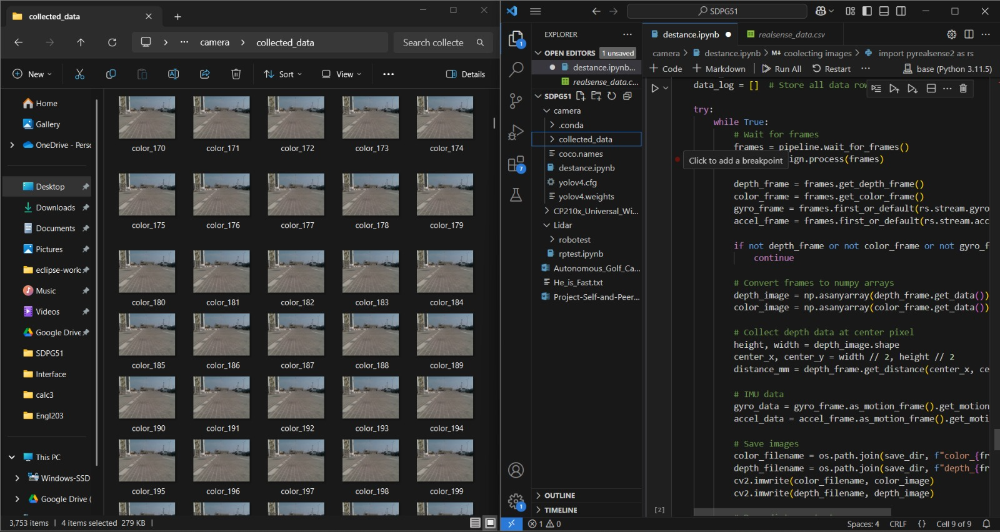 collected_data
camera
collected_data
Search collecte
New
Sort
View
Details
Home
Gallery
OneDrive - Persc
Desktop
Downloads
Documents
Pictures
eclipse-works
Music
Videos
Google Drive
SDPG51
Interface
calc3
Engl203
This PC
Windows-SSD
Google Drive (
color_170
color_171
color_172
color_173
color_174
color_175
color_176
color_177
color_178
color_179
color_180
color_181
color_182
color_183
color_184
color_185
color_186
color_187
color_188
color_189
color_190
color_191
color_192
color_193
color_194
color_195
color_196
color_197
color_198
color_199
3,753 items | 4 items selected 279 KB |
SDPG51
1
7
1
EXPLORER
OPEN EDITORS 1 unsaved
destance.ipynb...
realsense_data.c...
SDPG51
camera
.conda
collected_data
coco.names
destance.ipynb
yolov4.cfg
yolov4.weights
CP210x_Universal_Wi...
Lidar
robotest
rptest.ipynb
Autonomous_Golf_Ca...
He_is_Fast.txt
Project-Self-and-Peer...
OUTLINE
TIMELINE
destance.ipynb
realsense_data.csv
camera > destance.ipynb > M↓ coolecting images > import pyrealsense2 as rs
+ Code + Markdown | Run All Restart ... base (Python 3.11.5)
data_log = [] # Store all data rov
try:
while True:
# Wait for frames
frames = pipeline.wait_for_frames()
Click to add a breakpoint
ign.process(frames)
depth_frame = frames.get_depth_frame()
color_frame = frames.get_color_frame()
gyro_frame = frames.first_or_default(rs.stream.gyro
accel_frame = frames.first_or_default(rs.stream.acc
if not depth_frame or not color_frame or not gyro_f
continue
# Convert frames to numpy arrays
depth_image = np.asanyarray(depth_frame.get_data())
color_image = np.asanyarray(color_frame.get_data())
# Collect depth data at center pixel
height, width = depth_image.shape
center_x, center_y = width // 2, height // 2
distance_mm = depth_frame.get_distance(center_x, ce
# IMU data
gyro_data = gyro_frame.as_motion_frame().get_motion
accel_data = accel_frame.as_motion_frame().get_moti
# Save images
color_filename = os.path.join(save_dir, f"color_{fr
depth_filename = os.path.join(save_dir, f"depth_{fr
cv2.imwrite(color_filename, color_image)
cv2.imwrite(depth_filename, depth_image)
[2]
1 0
Spaces: 4 CRLF {} Cell 9 of 9